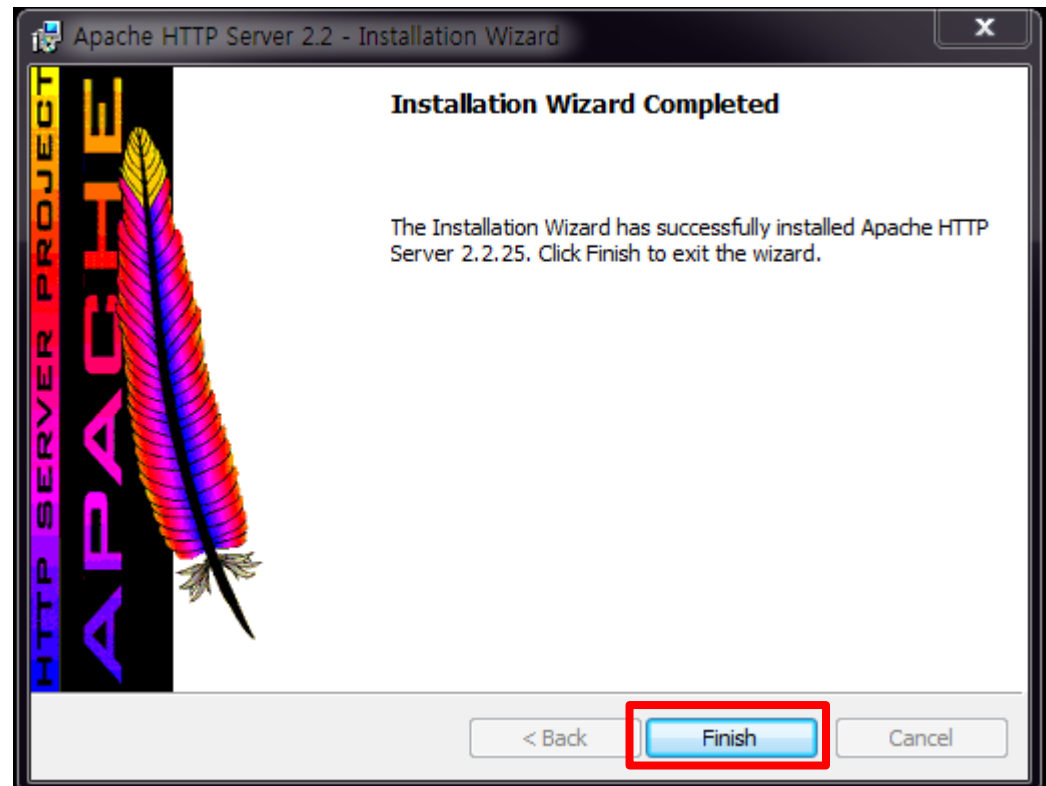 Apache HTTP Server 2.2 - Installation Wizard
X
HTTP SERVER PROJECT
APACHE
Installation Wizard Completed
The Installation Wizard has successfully installed Apache HTTP
Server 2.2.25. Click Finish to exit the wizard.
< Back
Finish
Cancel